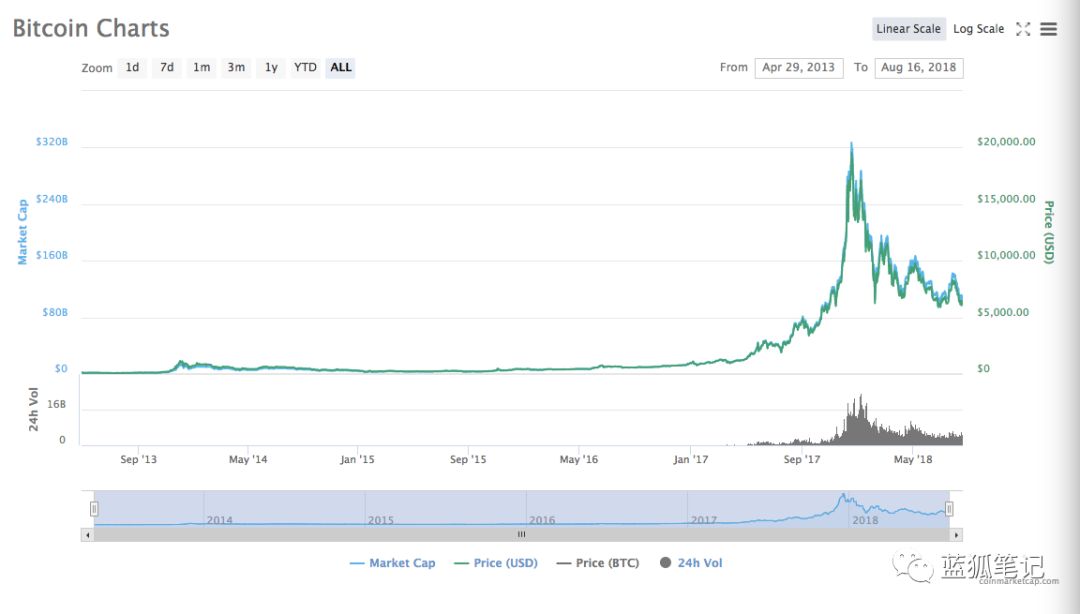 Bitcoin Charts
Linear Scale Log Scale
Zoom 1d 7d 1m 3m 1y YTD ALL
From Apr 29, 2013 To Aug 16, 2018
$320B $20,000.00
$240B $15,000.00
Market Cap
Price (USD)
$160B $10,000.00
$80B $5,000.00
$0 $0
24h Vol
16B
0
Sep '13 May '14 Jan '15 Sep '15 May '16 Jan '17 Sep '17 May '18
2014 2015 2016 2017 2018
Market Cap Price (USD) Price (BTC) 24h Vol
蓝狐笔记
coinmarketcap.com